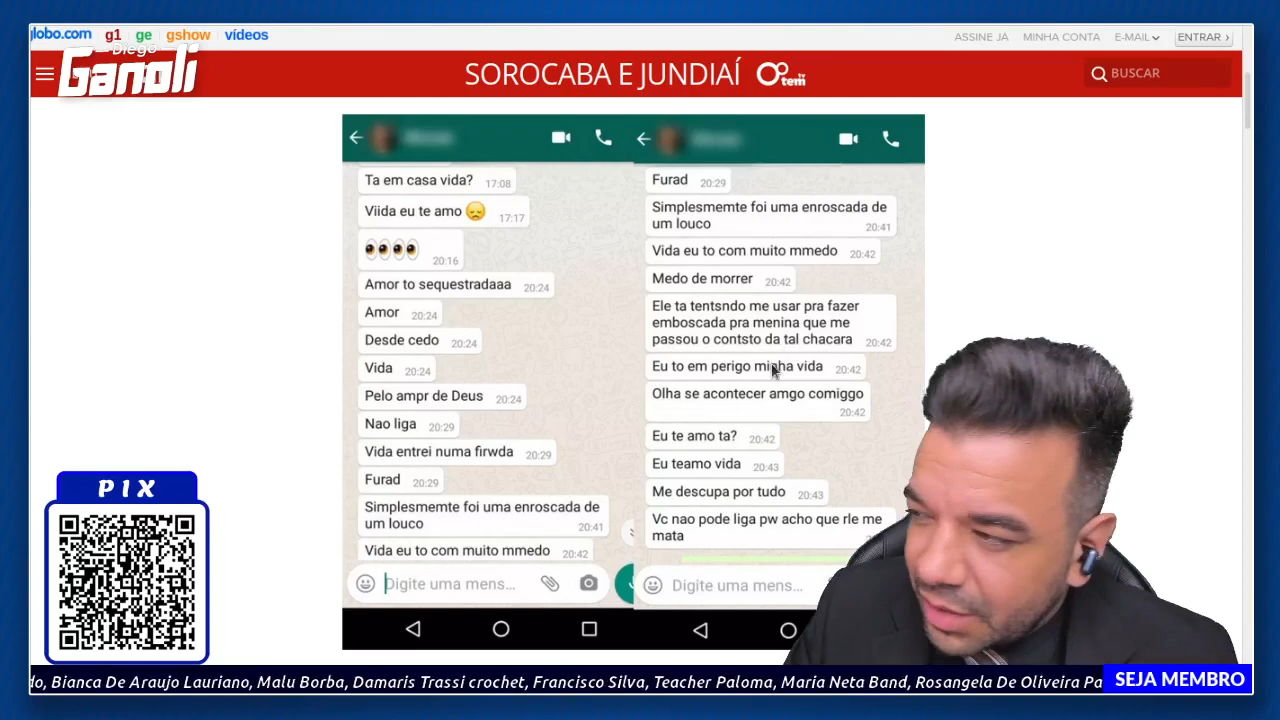 globo.com g1 ge gshow vídeos
ASSINE JÁ MINHA CONTA E-MAIL ENTRAR
Diego
Ganoli
SOROCABA E JUNDIAÍ tem
BUSCAR
Ta em casa vida? 17:08
Viida eu te amo 😞 17:17
👀👀 20:16
Amor to sequestradaaa 20:24
Amor 20:24
Desde cedo 20:24
Vida 20:24
Pelo ampr de Deus 20:24
Nao liga 20:29
Vida entrei numa firwda 20:29
Furad 20:29
Simplesmemte foi uma enroscada de
um louco 20:41
Vida eu to com muito mmedo 20:42
Digite uma mens...
Furad 20:29
Simplesmemte foi uma enroscada de
um louco 20:41
Vida eu to com muito mmedo 20:42
Medo de morrer 20:42
Ele ta tentsndo me usar pra fazer
emboscada pra menina que me
passou o contsto da tal chacara 20:42
Eu to em perigo minha vida 20:42
Olha se acontecer amgo comiggo
20:42
Eu te amo ta? 20:42
Eu teamo vida 20:43
Me descupa por tudo 20:43
Vc nao pode liga pw acho que rle me
mata
Digite uma mens...
PIX
do, Bianca De Araujo Lauriano, Malu Borba, Damaris Trassi crochet, Francisco Silva, Teacher Paloma, Maria Neta Band, Rosangela De Oliveira Pa
SEJA MEMBRO